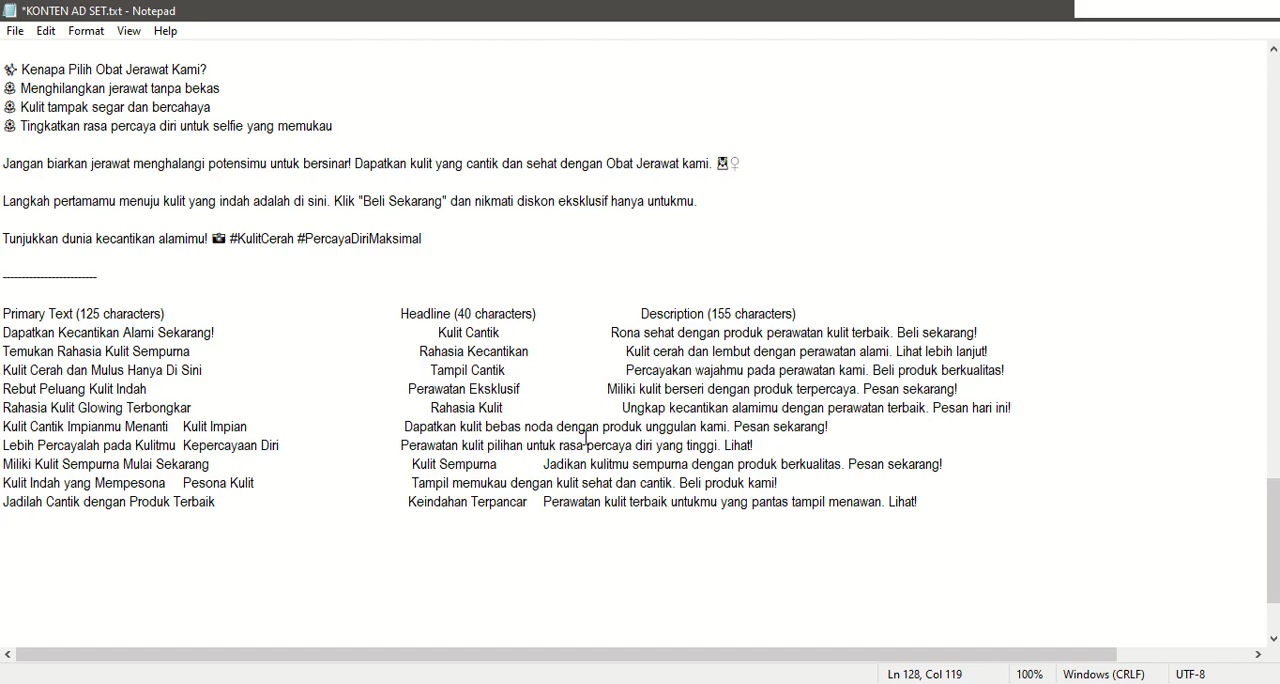 *KONTEN AD SET.txt - Notepad
File Edit Format View Help
Kenapa Pilih Obat Jerawat Kami?
Menghilangkan jerawat tanpa bekas
Kulit tampak segar dan bercahaya
Tingkatkan rasa percaya diri untuk selfie yang memukau
Jangan biarkan jerawat menghalangi potensimu untuk bersinar! Dapatkan kulit yang cantik dan sehat dengan Obat Jerawat kami. ♀
Langkah pertamamu menuju kulit yang indah adalah di sini. Klik "Beli Sekarang" dan nikmati diskon eksklusif hanya untukmu.
Tunjukkan dunia kecantikan alamimu! 📷 #KulitCerah #PercayaDiriMaksimal
-------------------------
Primary Text (125 characters) Headline (40 characters) Description (155 characters)
Dapatkan Kecantikan Alami Sekarang! Kulit Cantik Rona sehat dengan produk perawatan kulit terbaik. Beli sekarang!
Temukan Rahasia Kulit Sempurna Rahasia Kecantikan Kulit cerah dan lembut dengan perawatan alami. Lihat lebih lanjut!
Kulit Cerah dan Mulus Hanya Di Sini Tampil Cantik Percayakan wajahmu pada perawatan kami. Beli produk berkualitas!
Rebut Peluang Kulit Indah Perawatan Eksklusif Miliki kulit berseri dengan produk terpercaya. Pesan sekarang!
Rahasia Kulit Glowing Terbongkar Rahasia Kulit Ungkap kecantikan alamimu dengan perawatan terbaik. Pesan hari ini!
Kulit Cantik Impianmu Menanti Kulit Impian Dapatkan kulit bebas noda dengan produk unggulan kami. Pesan sekarang!
Lebih Percayalah pada Kulitmu Kepercayaan Diri Perawatan kulit pilihan untuk rasa percaya diri yang tinggi. Lihat!
Miliki Kulit Sempurna Mulai Sekarang Kulit Sempurna Jadikan kulitmu sempurna dengan produk berkualitas. Pesan sekarang!
Kulit Indah yang Mempesona Pesona Kulit Tampil memukau dengan kulit sehat dan cantik. Beli produk kami!
Jadilah Cantik dengan Produk Terbaik Keindahan Terpancar Perawatan kulit terbaik untukmu yang pantas tampil menawan. Lihat!
Ln 128, Col 119 100% Windows (CRLF) UTF-8